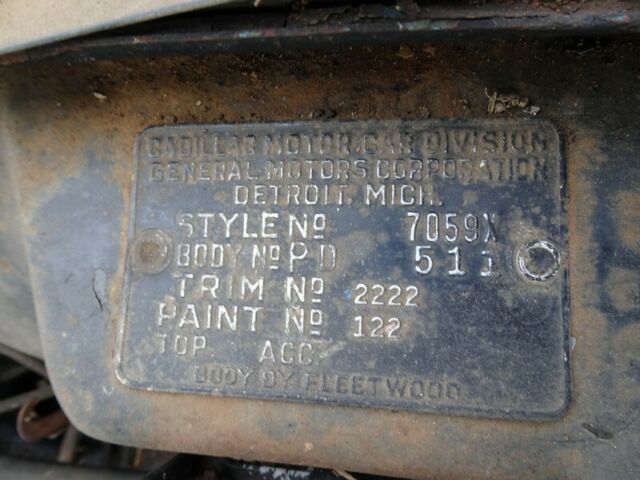 CADILLAC MOTOR CAR DIVISION
GENERAL MOTORS CORPORATION
DETROIT, MICH.
STYLE No 7059X
BODY No PD 511
TRIM No 2222
PAINT No 122
TOP ACC.
BODY BY FLEETWOOD